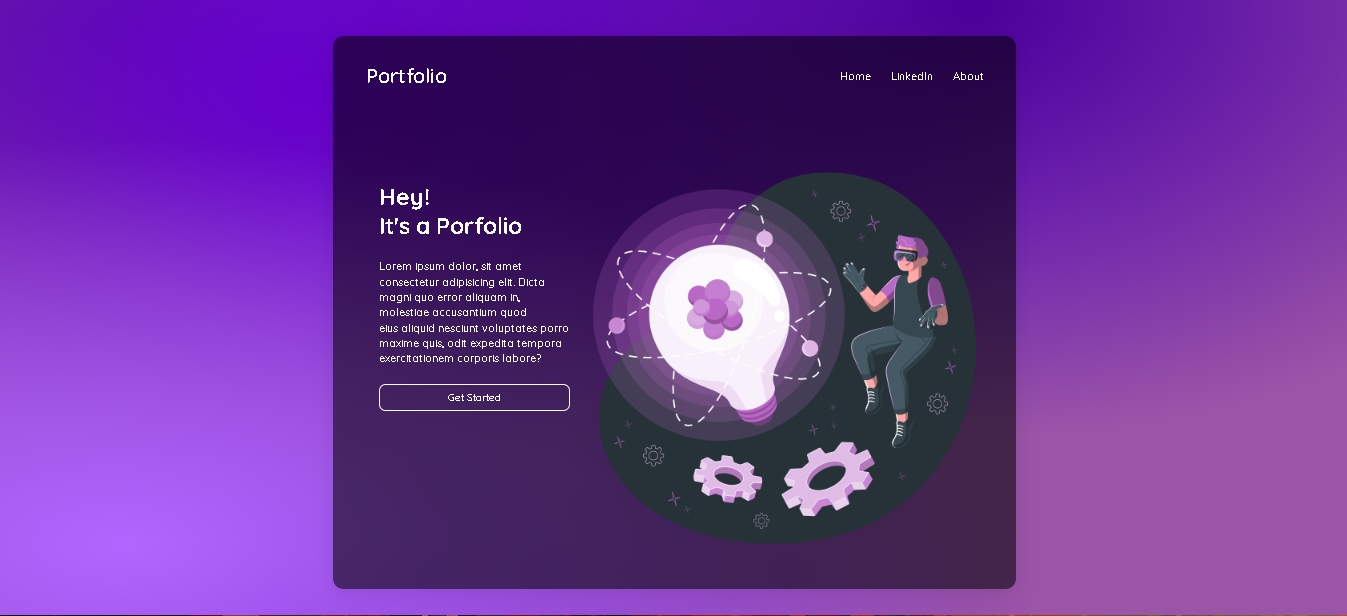 Portfolio
Home LinkedIn About
Hey!
It's a Porfolio
Lorem ipsum dolor, sit amet
consectetur adipisicing elit. Dicta
magni quo error aliquam in,
molestiae accusantium quod
eius aliquid nesciunt voluptates porro
maxime quis, odit expedita tempora
exercitationem corporis labore?
Get Started